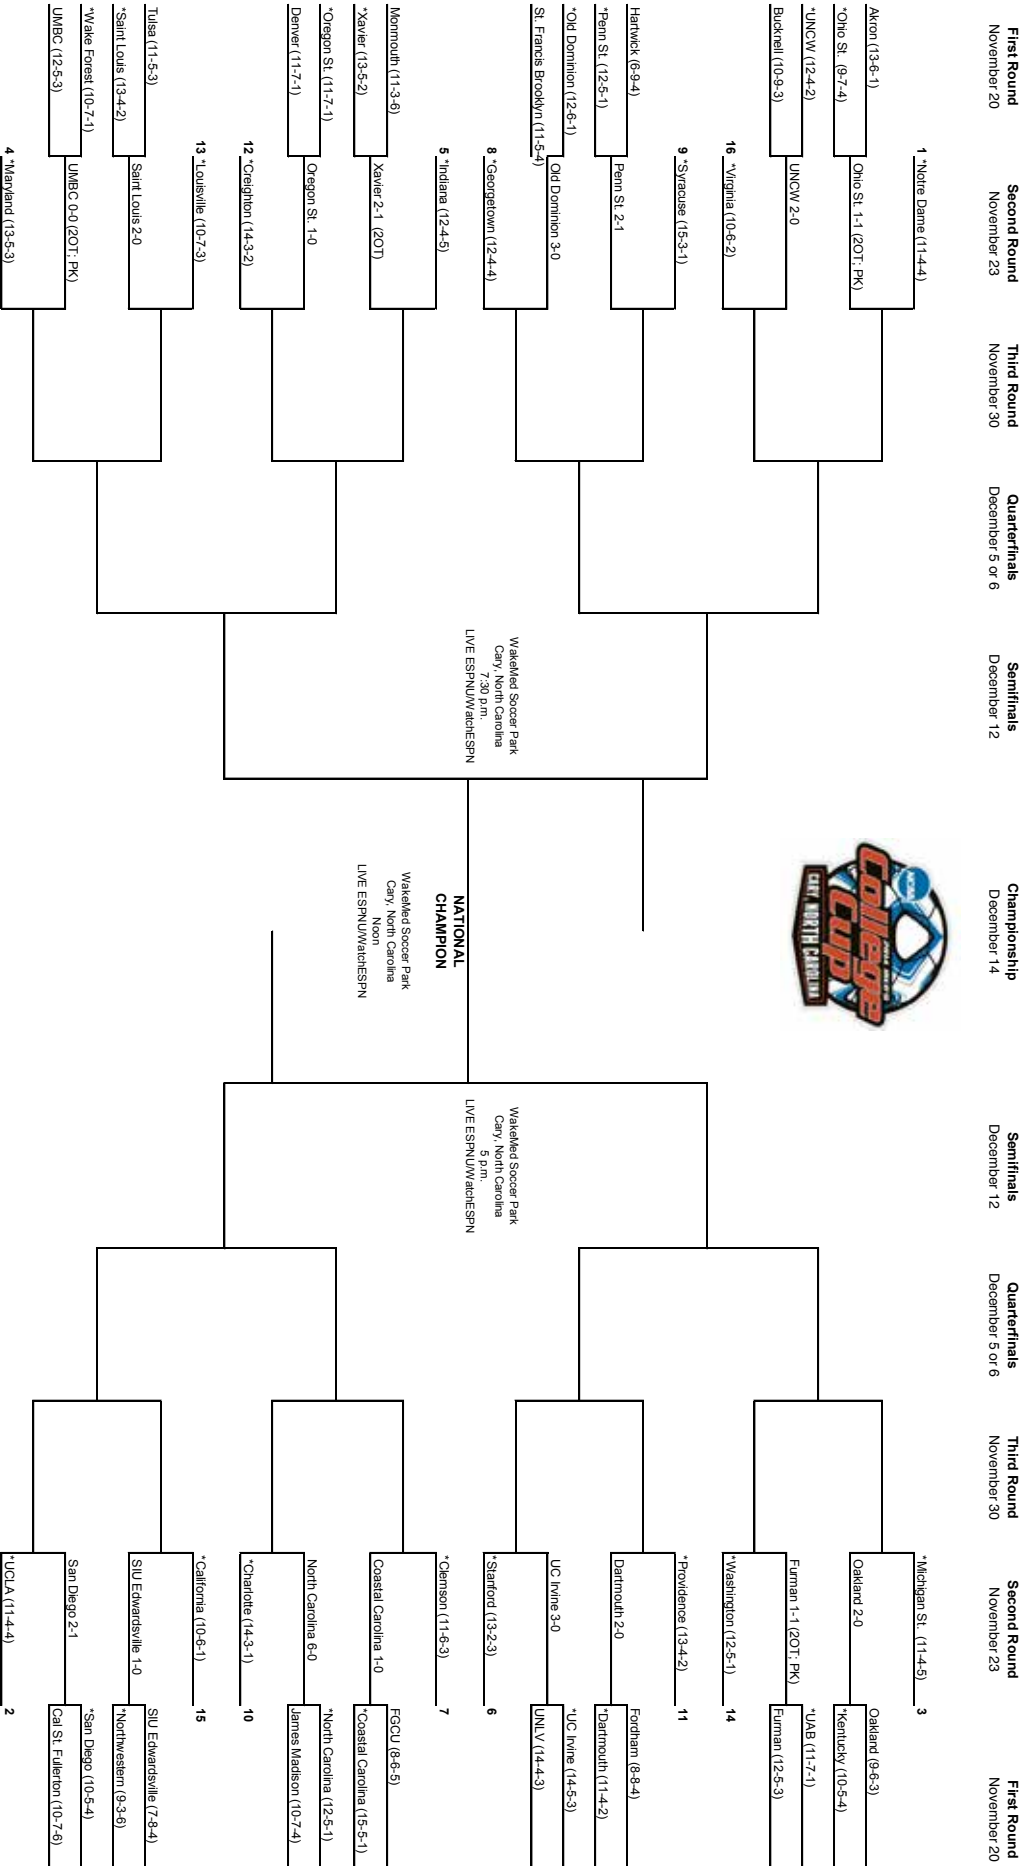 First Round
November 20
Second Round
November 23
Third Round
November 30
Quarterfinals
December 5 or 6
Semifinals
December 12
Championship
December 14
Semifinals
December 12
Quarterfinals
December 5 or 6
Third Round
November 30
Second Round
November 23
First Round
November 20
1 *Notre Dame (11-4-4)
Akron (13-6-1)
Ohio St. 1-1 (2OT; PK)
*Ohio St. (9-7-4)
*UNCW (12-4-2)
UNCW 2-0
Bucknell (10-9-3)
16 *Virginia (10-6-2)
9 *Syracuse (15-3-1)
Hartwick (6-9-4)
Penn St. 2-1
*Penn St. (12-5-1)
*Old Dominion (12-6-1)
Old Dominion 3-0
St. Francis Brooklyn (11-5-4)
8 *Georgetown (12-4-4)
5 *Indiana (12-4-5)
Monmouth (11-3-6)
Xavier 2-1 (2OT)
*Xavier (13-5-2)
*Oregon St. (11-7-1)
Oregon St. 1-0
Denver (11-7-1)
12 *Creighton (14-3-2)
13 *Louisville (10-7-3)
Tulsa (11-5-3)
Saint Louis 2-0
*Saint Louis (13-4-2)
*Wake Forest (10-7-1)
UMBC 0-0 (2OT; PK)
UMBC (12-5-3)
4 *Maryland (13-5-3)
WakeMed Soccer Park
Cary, North Carolina
7:30 p.m.
LIVE ESPNU/WatchESPN
NCAA
College
Cup
CARY, NORTH CAROLINA
NATIONAL
CHAMPION
WakeMed Soccer Park
Cary, North Carolina
Noon
LIVE ESPNU/WatchESPN
WakeMed Soccer Park
Cary, North Carolina
5 p.m.
LIVE ESPNU/WatchESPN
*Michigan St. (11-4-5) 3
Oakland (9-6-3)
Oakland 2-0
*Kentucky (10-5-4)
*UAB (11-7-1)
Furman 1-1 (2OT; PK)
Furman (12-5-3)
*Washington (12-5-1) 14
*Providence (13-4-2) 11
Fordham (8-8-4)
Dartmouth 2-0
*Dartmouth (11-4-2)
*UC Irvine (14-5-3)
UC Irvine 3-0
UNLV (14-4-3)
*Stanford (13-2-3) 6
*Clemson (11-6-3) 7
FGCU (8-6-5)
Coastal Carolina 1-0
*Coastal Carolina (15-5-1)
*North Carolina (12-5-1)
North Carolina 6-0
James Madison (10-7-4)
*Charlotte (14-3-1) 10
*California (10-6-1) 15
SIU Edwardsville (7-8-4)
SIU Edwardsville 1-0
*Northwestern (9-3-6)
*San Diego (10-5-4)
San Diego 2-1
Cal St. Fullerton (10-7-6)
*UCLA (11-4-4) 2